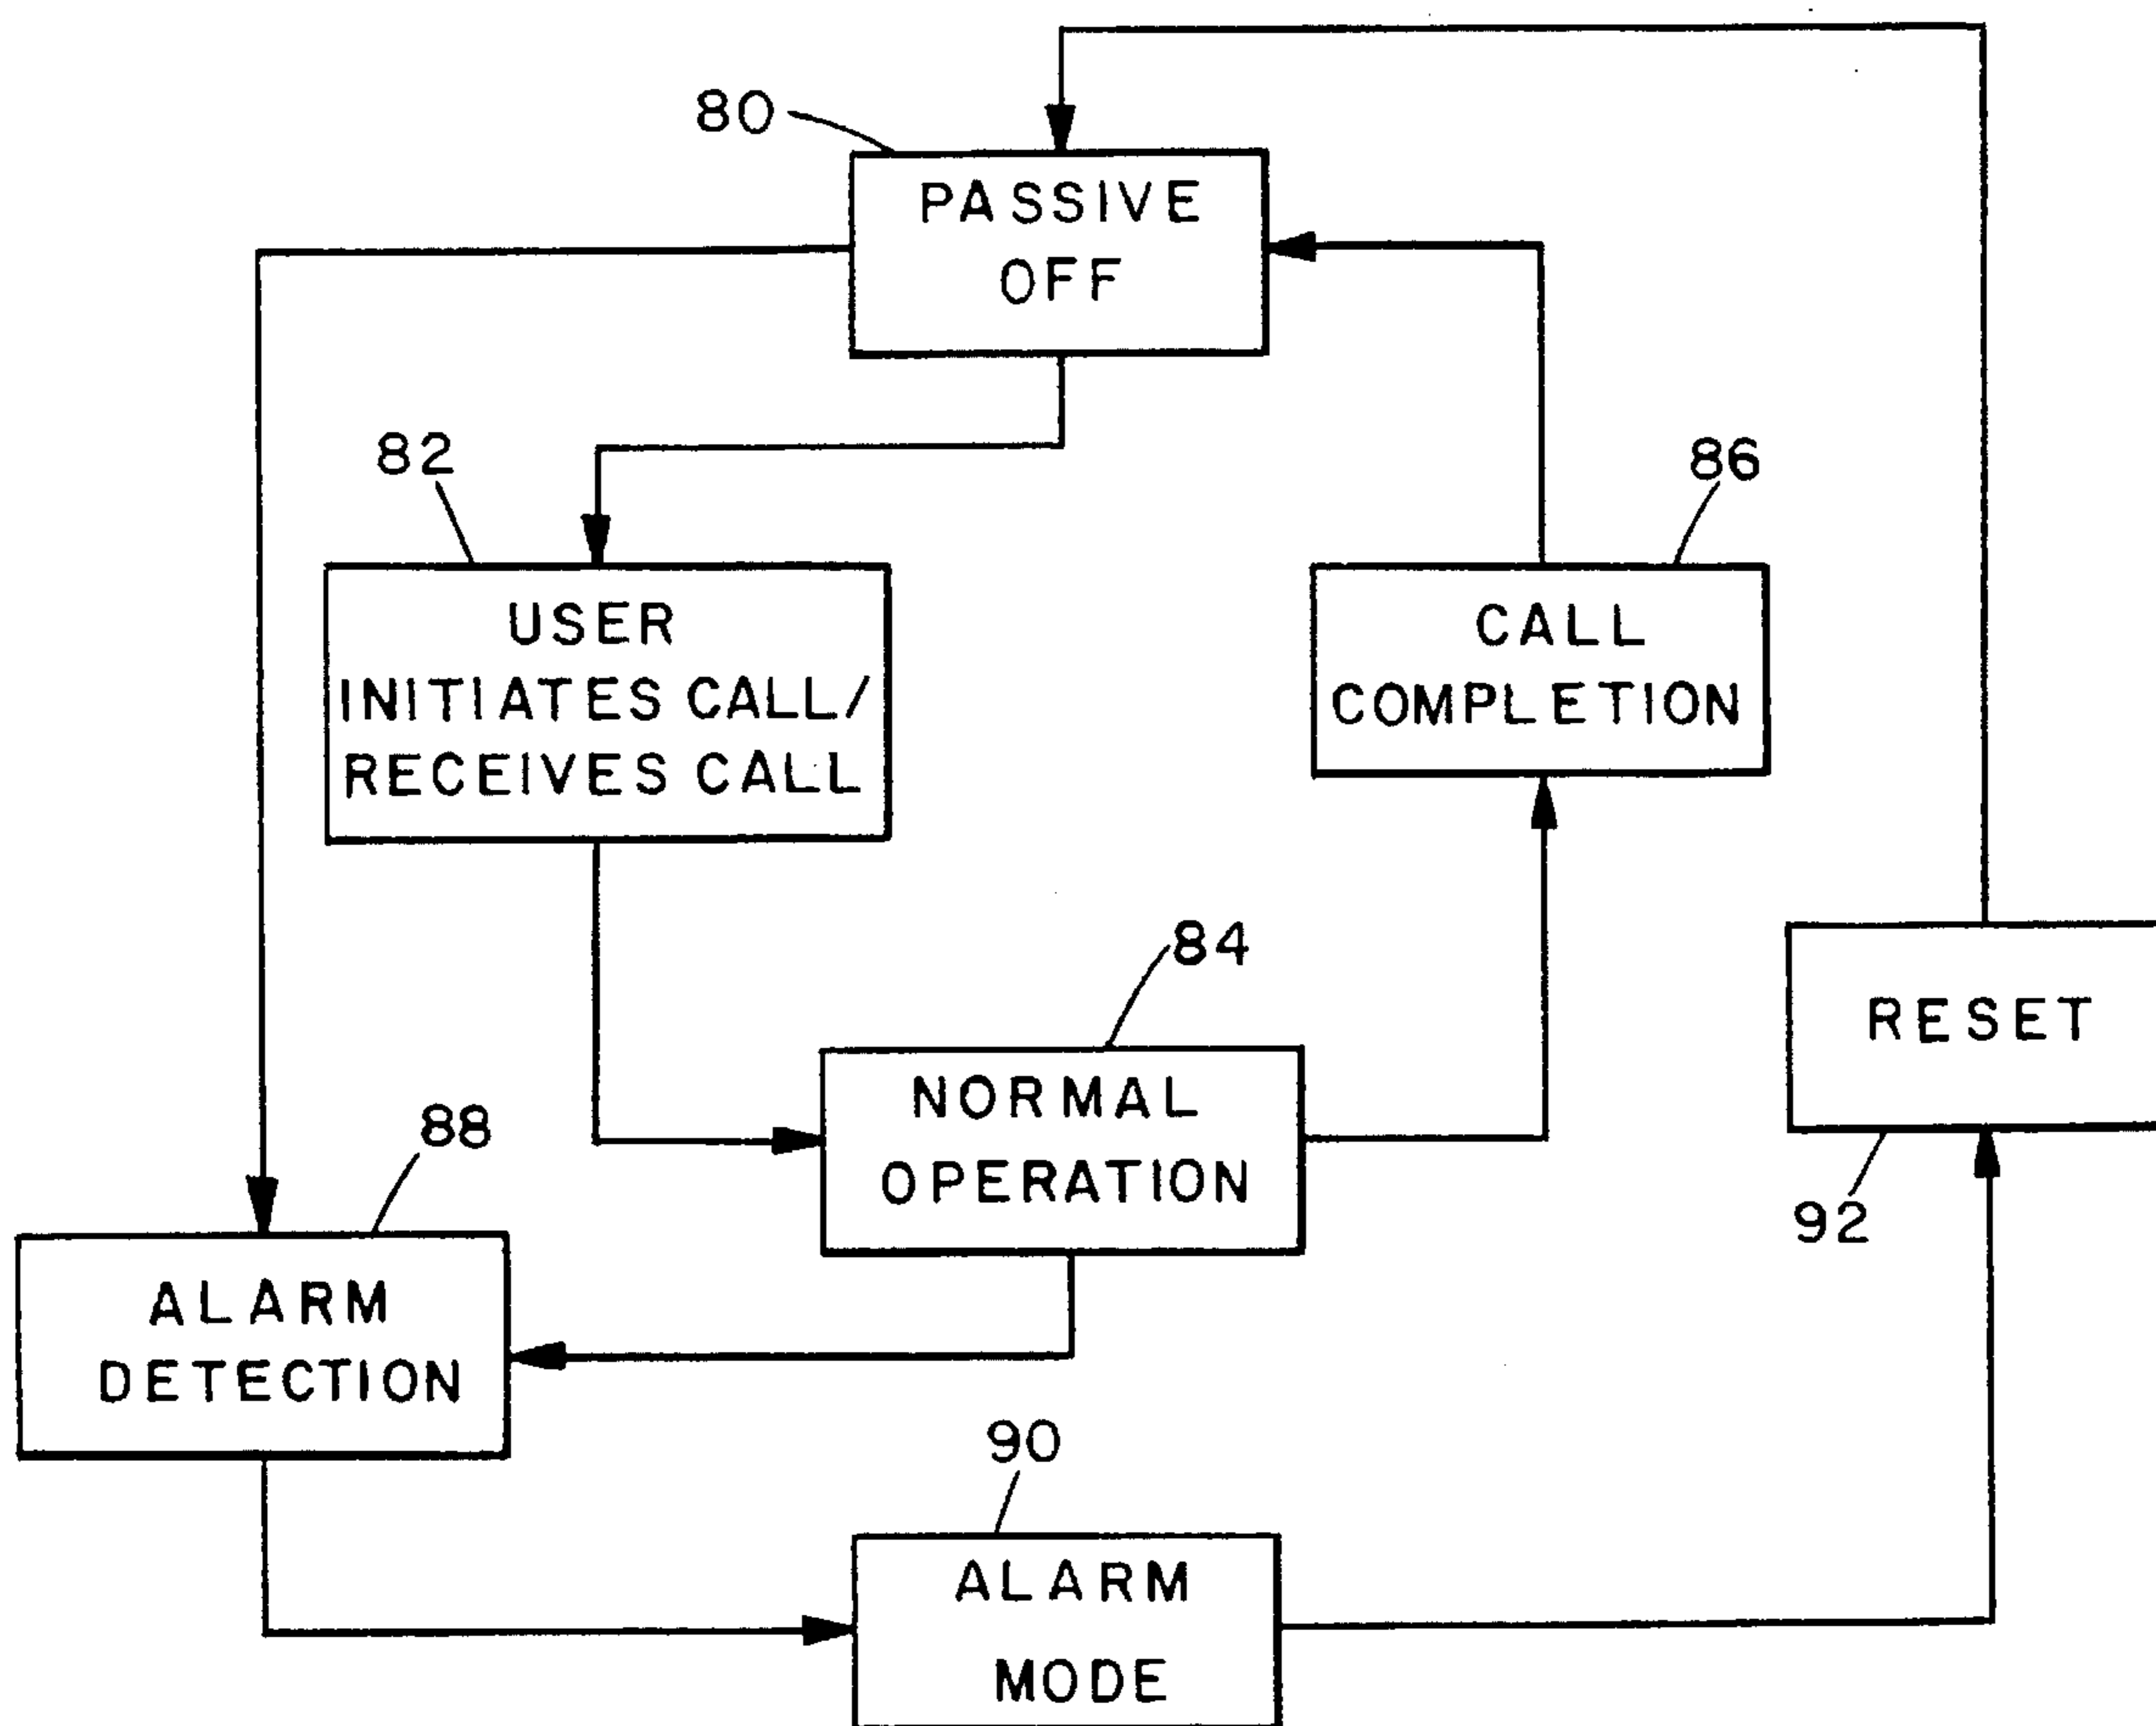 80
PASSIVE
OFF
82
USER
INITIATES CALL/
RECEIVES CALL
86
CALL
COMPLETION
84
NORMAL
OPERATION
RESET
92
88
ALARM
DETECTION
90
ALARM
MODE